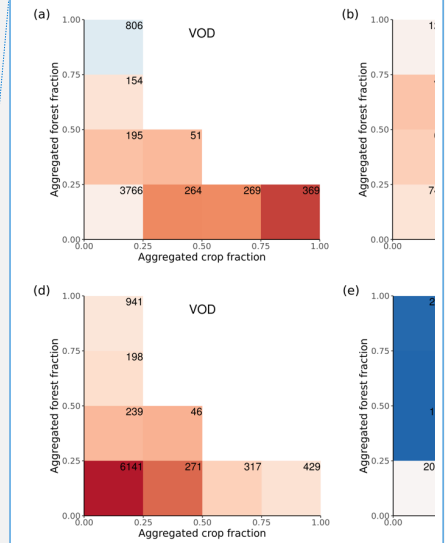 (a)
VOD
Aggregated forest fraction
1.00
0.75
0.50
0.25
0.00
806
154
195 51
3766 264 269 369
0.00 0.25 0.50 0.75 1.00
Aggregated crop fraction
(b)
Aggregated forest fraction
1.00
0.75
0.50
0.25
0.00
0.00
(d)
VOD
Aggregated forest fraction
1.00
0.75
0.50
0.25
0.00
941
198
239 46
6141 271 317 429
0.00 0.25 0.50 0.75 1.00
Aggregated crop fraction
(e)
Aggregated forest fraction
1.00
0.75
0.50
0.25
0.00
0.00